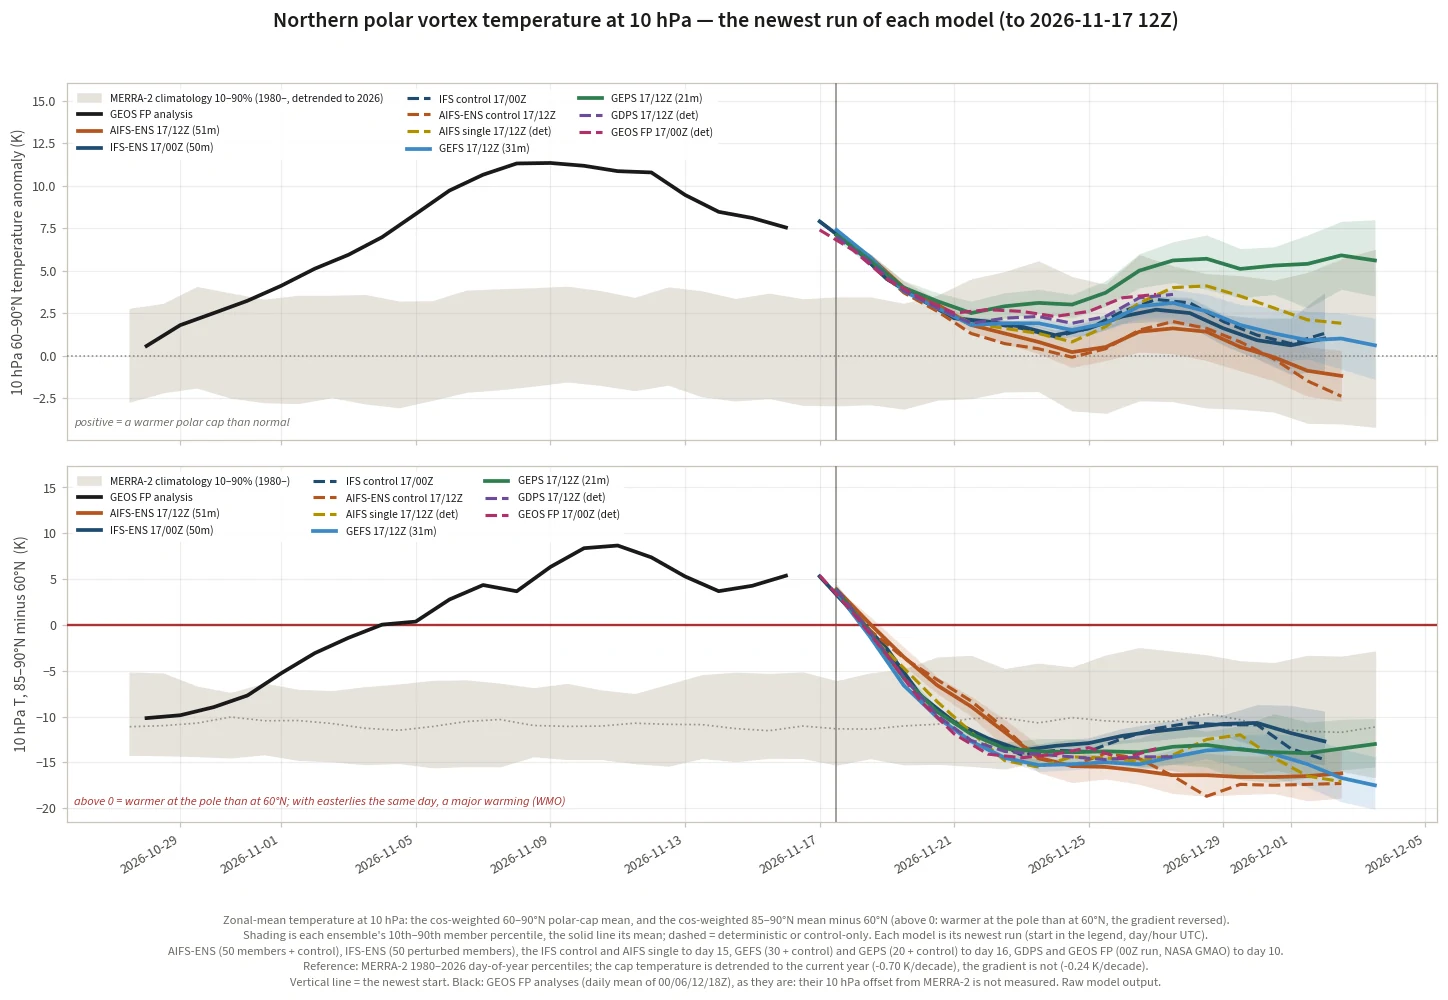 Northern polar vortex temperature at 10 hPa — the newest run of each model (to 2026-11-17 12Z)
10 hPa 60–90°N temperature anomaly (K)
15.0
12.5
10.0
7.5
5.0
2.5
0.0
−2.5
MERRA-2 climatology 10–90% (1980–, detrended to 2026)
GEOS FP analysis
AIFS-ENS 17/12Z (51m)
IFS-ENS 17/00Z (50m)
IFS control 17/00Z
AIFS-ENS control 17/12Z
AIFS single 17/12Z (det)
GEFS 17/12Z (31m)
GEPS 17/12Z (21m)
GDPS 17/12Z (det)
GEOS FP 17/00Z (det)
positive = a warmer polar cap than normal
10 hPa T, 85–90°N minus 60°N (K)
15
10
5
0
−5
−10
−15
−20
MERRA-2 climatology 10–90% (1980–)
GEOS FP analysis
AIFS-ENS 17/12Z (51m)
IFS-ENS 17/00Z (50m)
IFS control 17/00Z
AIFS-ENS control 17/12Z
AIFS single 17/12Z (det)
GEFS 17/12Z (31m)
GEPS 17/12Z (21m)
GDPS 17/12Z (det)
GEOS FP 17/00Z (det)
above 0 = warmer at the pole than at 60°N; with easterlies the same day, a major warming (WMO)
2026-10-29
2026-11-01
2026-11-05
2026-11-09
2026-11-13
2026-11-17
2026-11-21
2026-11-25
2026-11-29
2026-12-01
2026-12-05
Zonal-mean temperature at 10 hPa: the cos-weighted 60–90°N polar-cap mean, and the cos-weighted 85–90°N mean minus 60°N (above 0: warmer at the pole than at 60°N, the gradient reversed).
Shading is each ensemble's 10th–90th member percentile, the solid line its mean; dashed = deterministic or control-only. Each model is its newest run (start in the legend, day/hour UTC).
AIFS-ENS (50 members + control), IFS-ENS (50 perturbed members), the IFS control and AIFS single to day 15, GEFS (30 + control) and GEPS (20 + control) to day 16, GDPS and GEOS FP (00Z run, NASA GMAO) to day 10.
Reference: MERRA-2 1980–2026 day-of-year percentiles; the cap temperature is detrended to the current year (-0.70 K/decade), the gradient is not (-0.24 K/decade).
Vertical line = the newest start. Black: GEOS FP analyses (daily mean of 00/06/12/18Z), as they are: their 10 hPa offset from MERRA-2 is not measured. Raw model output.